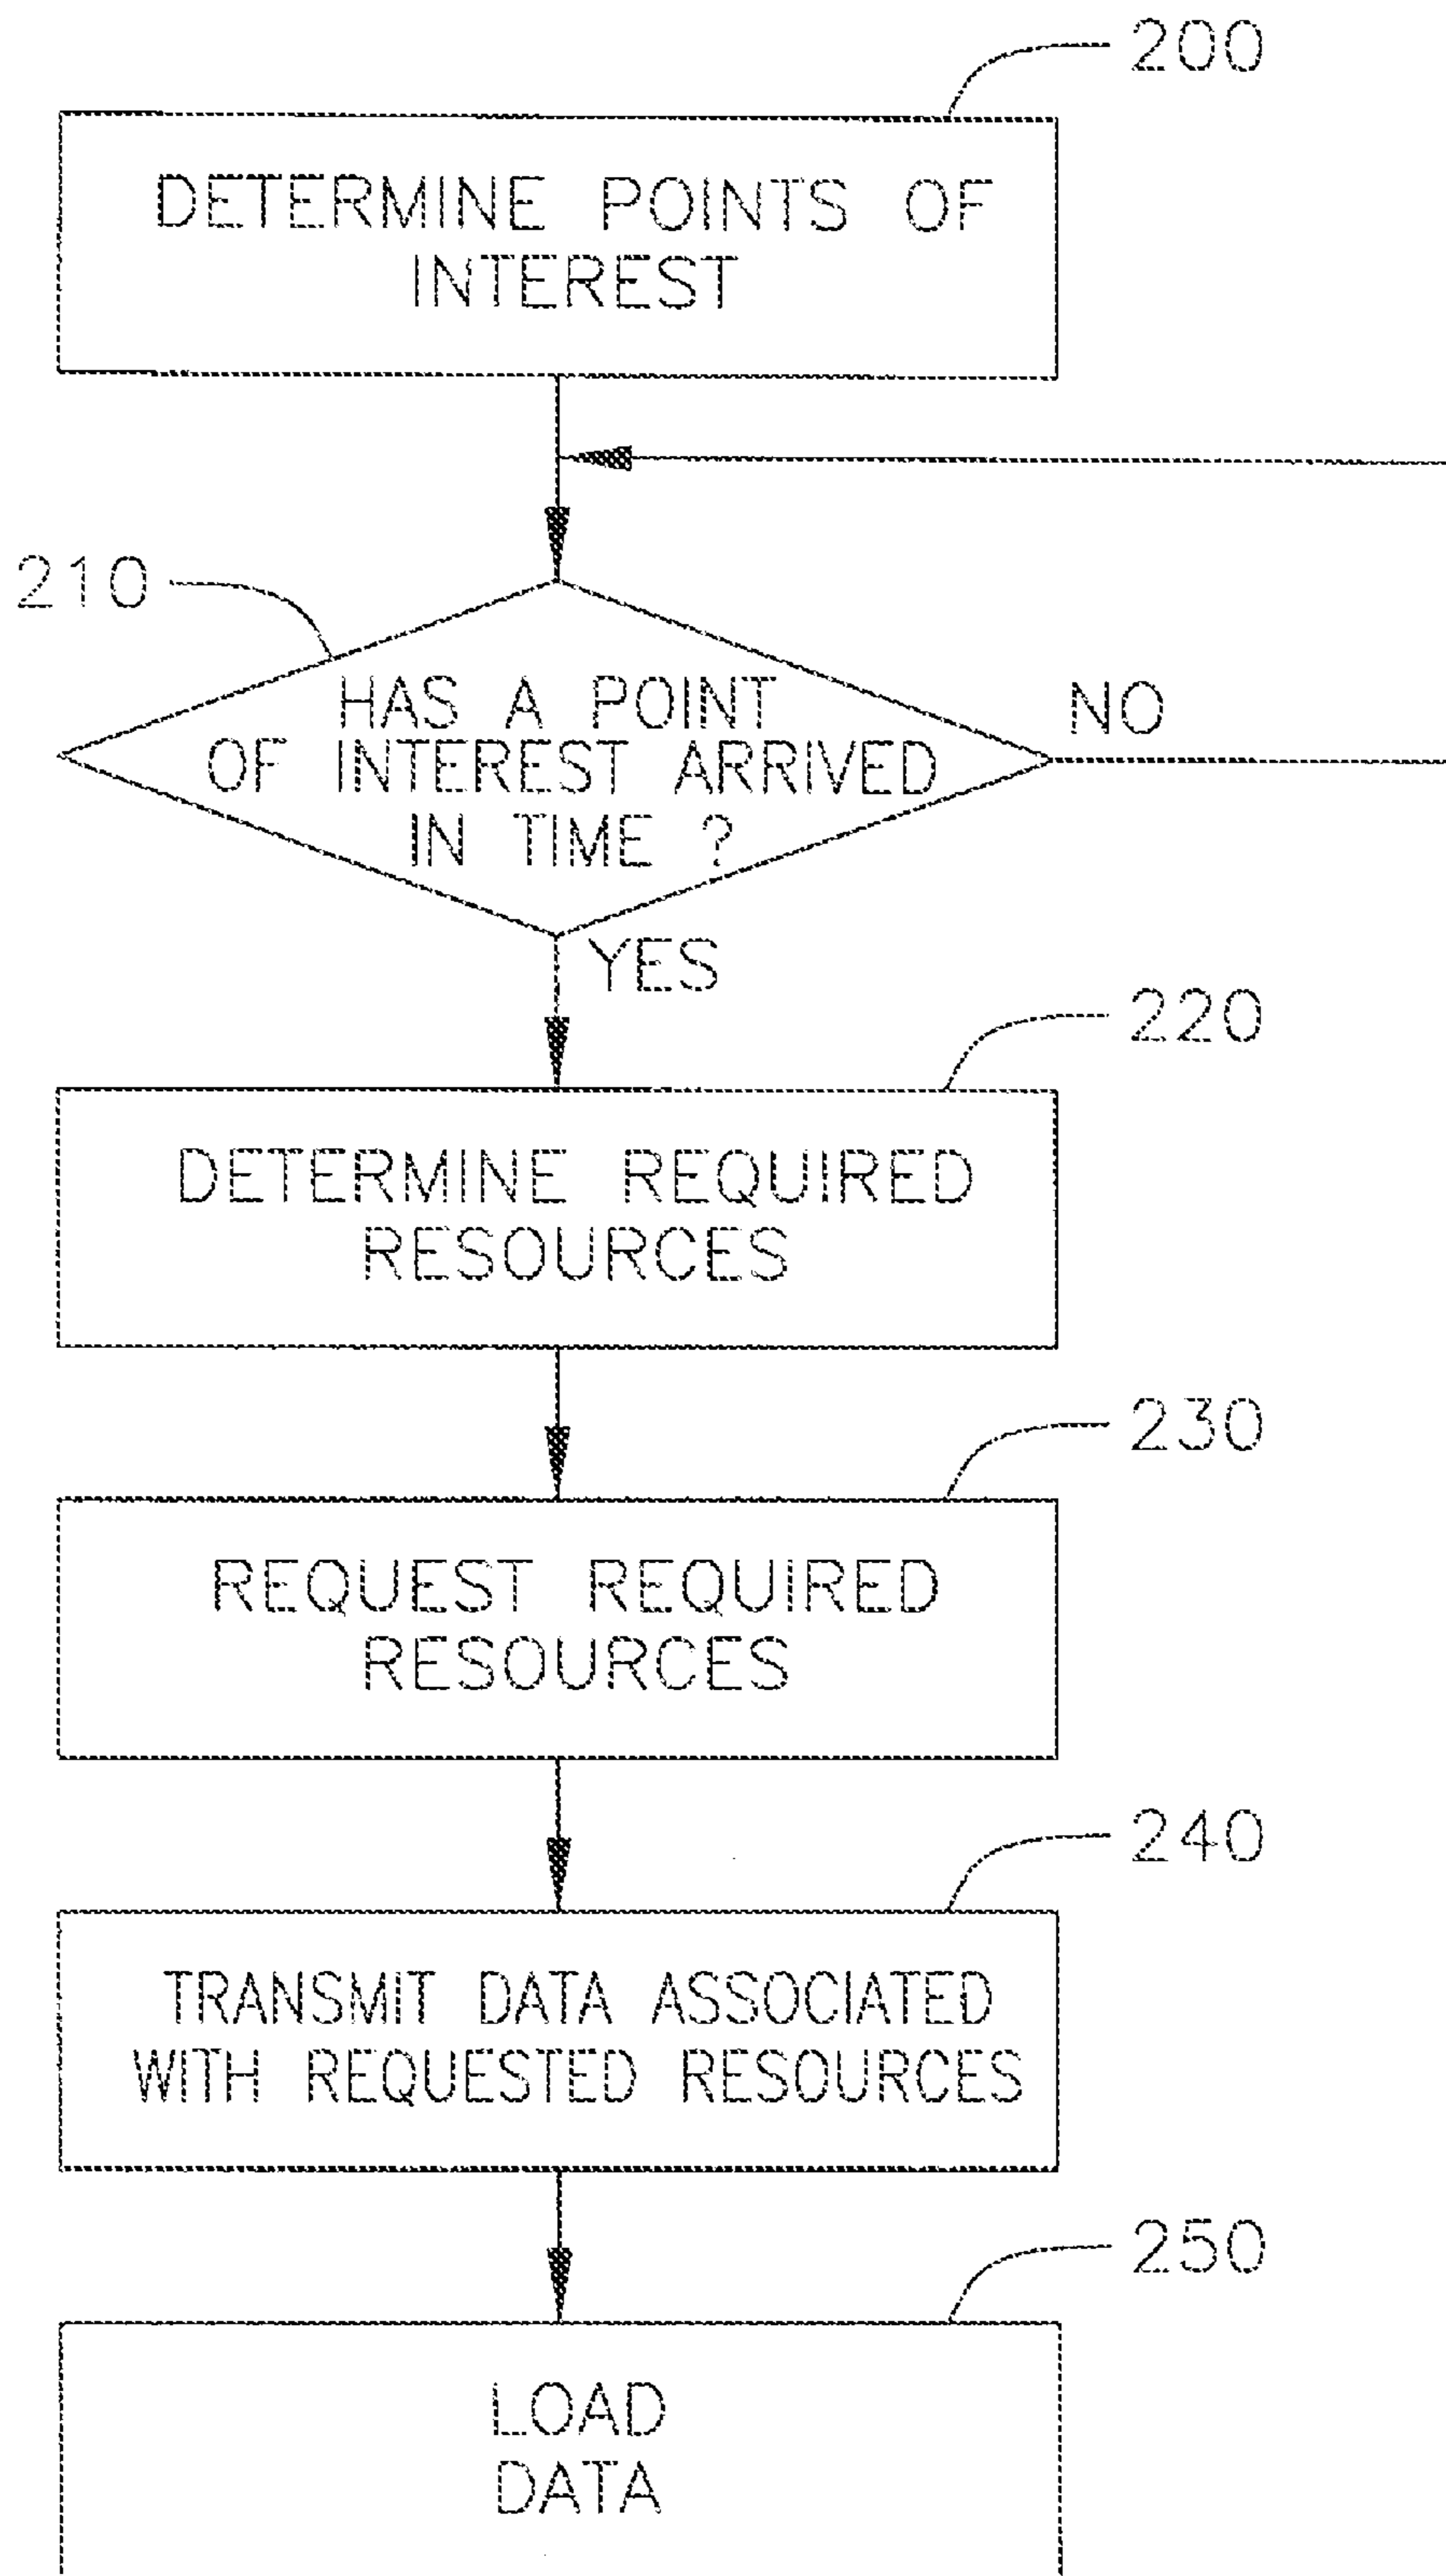 200
DETERMINE POINTS OF
INTEREST
210
HAS A POINT
OF INTEREST ARRIVED
IN TIME ?
NO
YES
220
DETERMINE REQUIRED
RESOURCES
230
REQUEST REQUIRED
RESOURCES
240
TRANSMIT DATA ASSOCIATED
WITH REQUESTED RESOURCES
250
LOAD
DATA